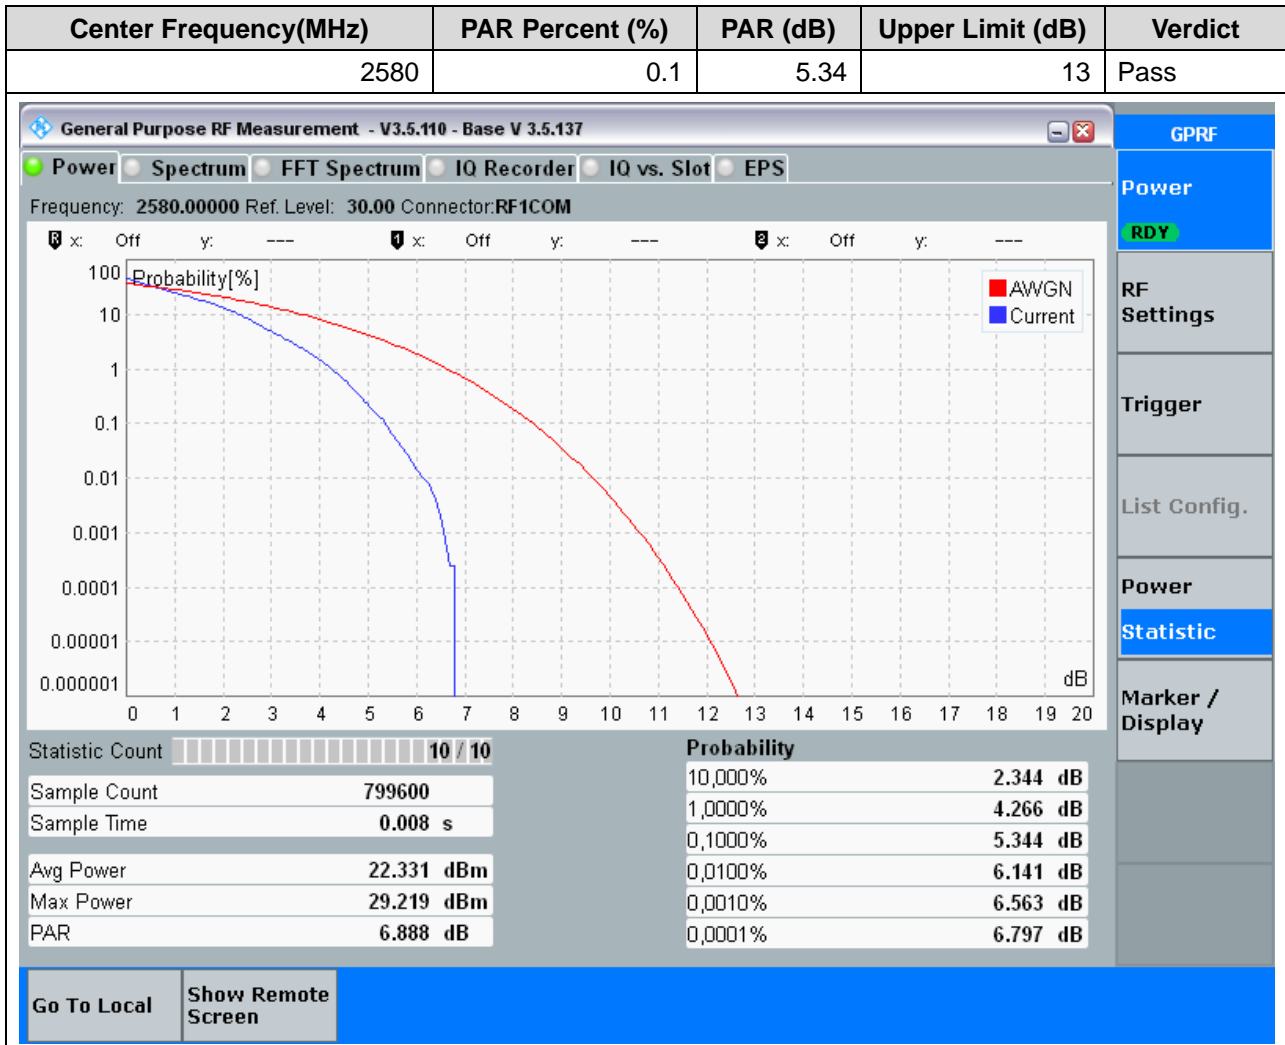 Center Frequency(MHz) PAR Percent (%) PAR (dB) Upper Limit (dB) Verdict
2580 0.1 5.34 13 Pass
General Purpose RF Measurement - V3.5.110 - Base V 3.5.137
GPRF
Power Spectrum FFT Spectrum IQ Recorder IQ vs. Slot EPS
Frequency: 2580.00000 Ref. Level: 30.00 Connector:RF1COM
R x: Off y: --- 1 x: Off y: --- 2 x: Off y: ---
Probability[%]
AWGN
Current
100
10
1
0.1
0.01
0.001
0.0001
0.00001
0.000001
dB
0 1 2 3 4 5 6 7 8 9 10 11 12 13 14 15 16 17 18 19 20
Statistic Count 10 / 10
Sample Count 799600
Sample Time 0.008 s
Avg Power 22.331 dBm
Max Power 29.219 dBm
PAR 6.888 dB
Probability
10,000% 2.344 dB
1,0000% 4.266 dB
0,1000% 5.344 dB
0,0100% 6.141 dB
0,0010% 6.563 dB
0,0001% 6.797 dB
Power
RDY
RF
Settings
Trigger
List Config.
Power
Statistic
Marker /
Display
Go To Local
Show Remote
Screen